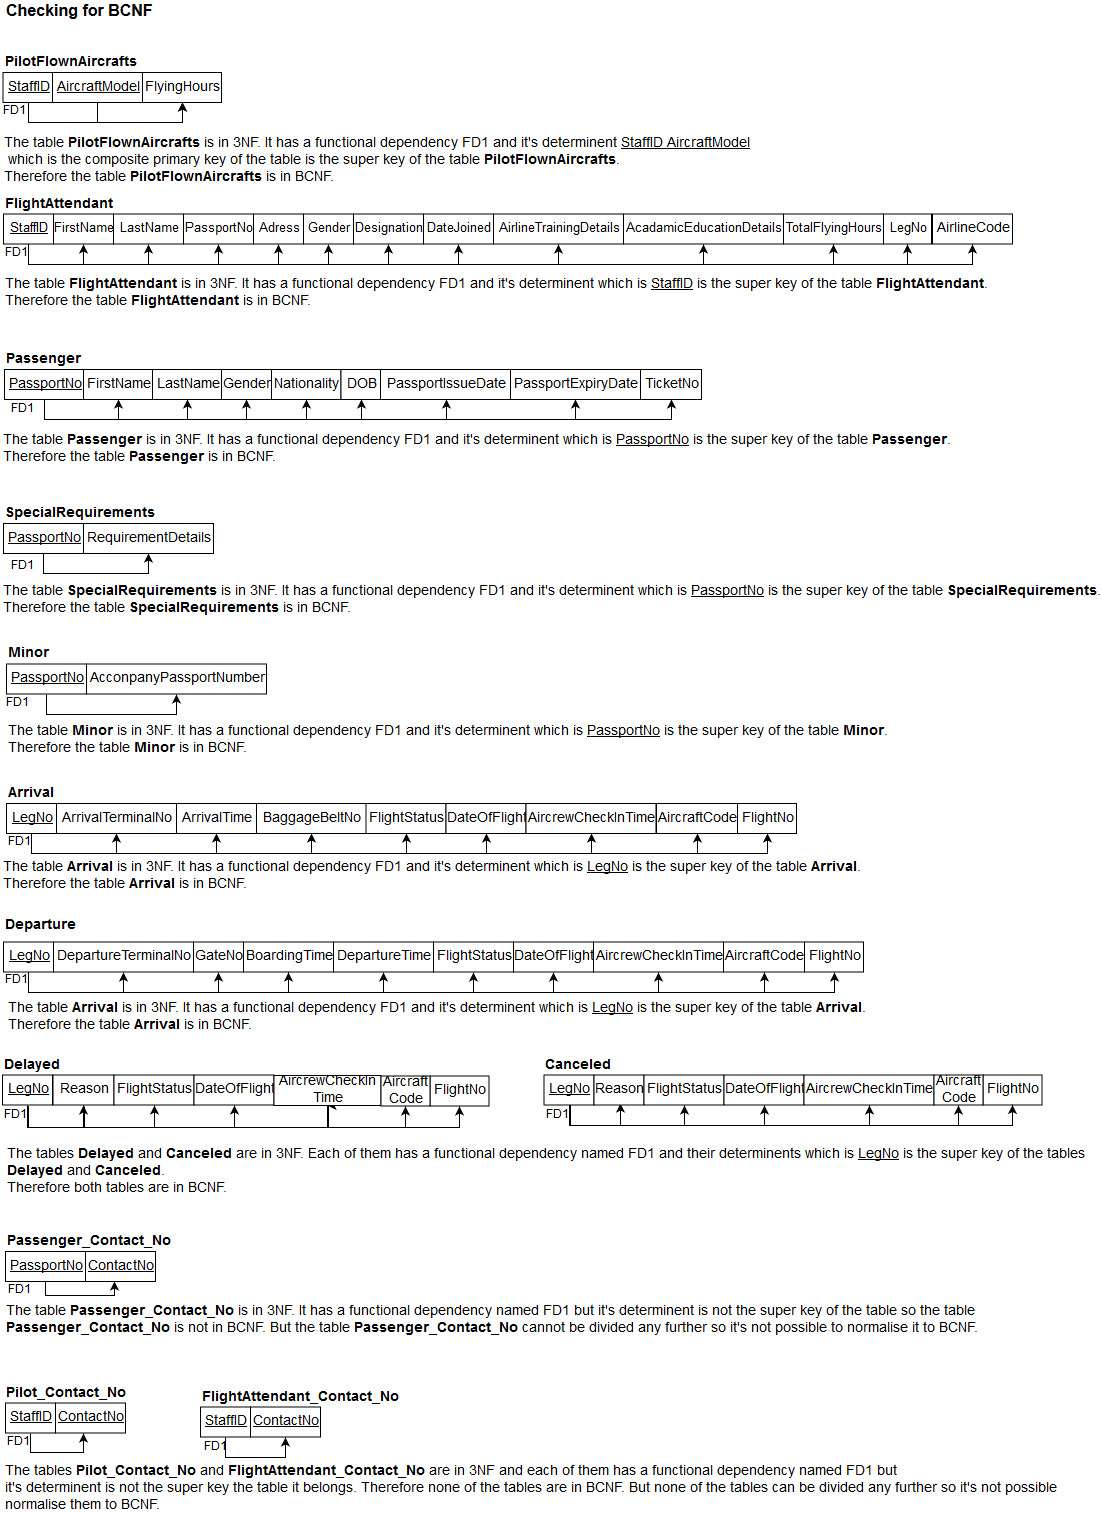 Checking for BCNF
PilotFlownAircrafts
StaffID AircraftModel FlyingHours
FD1
The table PilotFlownAircrafts is in 3NF. It has a functional dependency FD1 and it's determinent StaffID AircraftModel
which is the composite primary key of the table is the super key of the table PilotFlownAircrafts.
Therefore the table PilotFlownAircrafts is in BCNF.
FlightAttendant
StaffID FirstName LastName PassportNo Adress Gender Designation DateJoined AirlineTrainingDetails AcadamicEducationDetails TotalFlyingHours LegNo AirlineCode
FD1
The table FlightAttendant is in 3NF. It has a functional dependency FD1 and it's determinent which is StaffID is the super key of the table FlightAttendant.
Therefore the table FlightAttendant is in BCNF.
Passenger
PassportNo FirstName LastName Gender Nationality DOB PassportIssueDate PassportExpiryDate TicketNo
FD1
The table Passenger is in 3NF. It has a functional dependency FD1 and it's determinent which is PassportNo is the super key of the table Passenger.
Therefore the table Passenger is in BCNF.
SpecialRequirements
PassportNo RequirementDetails
FD1
The table SpecialRequirements is in 3NF. It has a functional dependency FD1 and it's determinent which is PassportNo is the super key of the table SpecialRequirements.
Therefore the table SpecialRequirements is in BCNF.
Minor
PassportNo AcconpanyPassportNumber
FD1
The table Minor is in 3NF. It has a functional dependency FD1 and it's determinent which is PassportNo is the super key of the table Minor.
Therefore the table Minor is in BCNF.
Arrival
LegNo ArrivalTerminalNo ArrivalTime BaggageBeltNo FlightStatus DateOfFlight AircrewCheckInTime AircraftCode FlightNo
FD1
The table Arrival is in 3NF. It has a functional dependency FD1 and it's determinent which is LegNo is the super key of the table Arrival.
Therefore the table Arrival is in BCNF.
Departure
LegNo DepartureTerminalNo GateNo BoardingTime DepartureTime FlightStatus DateOfFlight AircrewCheckInTime AircraftCode FlightNo
FD1
The table Arrival is in 3NF. It has a functional dependency FD1 and it's determinent which is LegNo is the super key of the table Arrival.
Therefore the table Arrival is in BCNF.
Delayed
LegNo Reason FlightStatus DateOfFlight AircrewCheckIn Time Aircraft Code FlightNo
FD1
Canceled
LegNo Reason FlightStatus DateOfFlight AircrewCheckInTime Aircraft Code FlightNo
FD1
The tables Delayed and Canceled are in 3NF. Each of them has a functional dependency named FD1 and their determinents which is LegNo is the super key of the tables
Delayed and Canceled.
Therefore both tables are in BCNF.
Passenger_Contact_No
PassportNo ContactNo
FD1
The table Passenger_Contact_No is in 3NF. It has a functional dependency named FD1 but it's determinent is not the super key of the table so the table
Passenger_Contact_No is not in BCNF. But the table Passenger_Contact_No cannot be divided any further so it's not possible to normalise it to BCNF.
Pilot_Contact_No
StaffID ContactNo
FD1
FlightAttendant_Contact_No
StaffID ContactNo
FD1
The tables Pilot_Contact_No and FlightAttendant_Contact_No are in 3NF and each of them has a functional dependency named FD1 but
it's determinent is not the super key the table it belongs. Therefore none of the tables are in BCNF. But none of the tables can be divided any further so it's not possible
normalise them to BCNF.